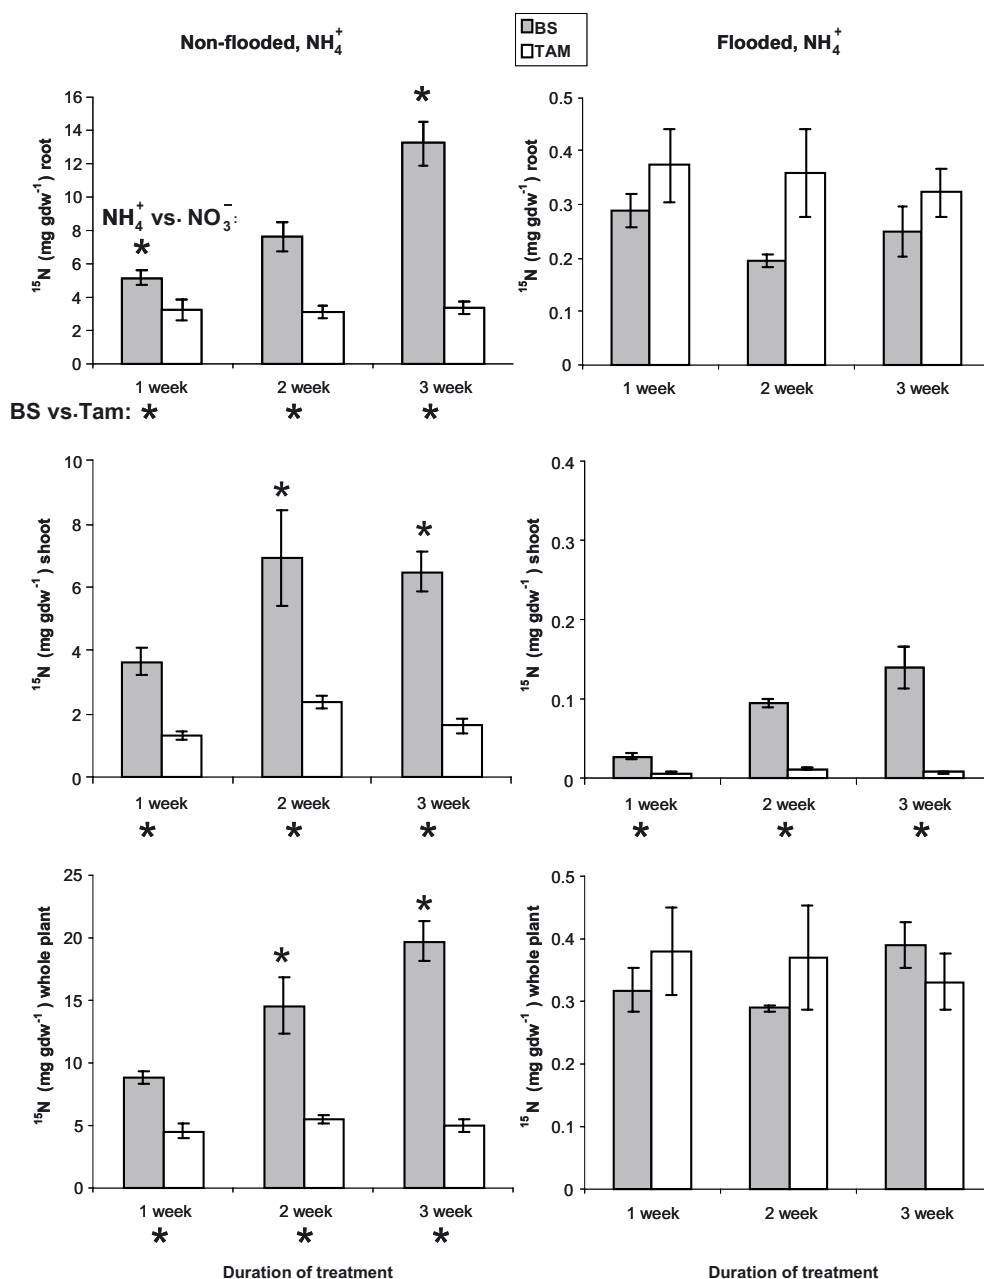 BS
TAM
Non-flooded, NH₄⁺
Flooded, NH₄⁺
16
14
12
10
8
6
4
2
0
¹⁵N (mg gdw⁻¹) root
NH₄⁺ vs. NO₃⁻:
*
*
1 week
2 week
3 week
BS vs.Tam: * * *
0.5
0.4
0.3
0.2
0.1
0
¹⁵N (mg gdw⁻¹) root
1 week
2 week
3 week
10
8
6
4
2
0
¹⁵N (mg gdw⁻¹) shoot
*
*
1 week
2 week
3 week
* * *
0.4
0.3
0.2
0.1
0
¹⁵N (mg gdw⁻¹) shoot
1 week
2 week
3 week
* * *
25
20
15
10
5
0
¹⁵N (mg gdw⁻¹) whole plant
*
*
1 week
2 week
3 week
* * *
Duration of treatment
0.5
0.4
0.3
0.2
0.1
0
¹⁵N (mg gdw⁻¹) whole plant
1 week
2 week
3 week
Duration of treatment